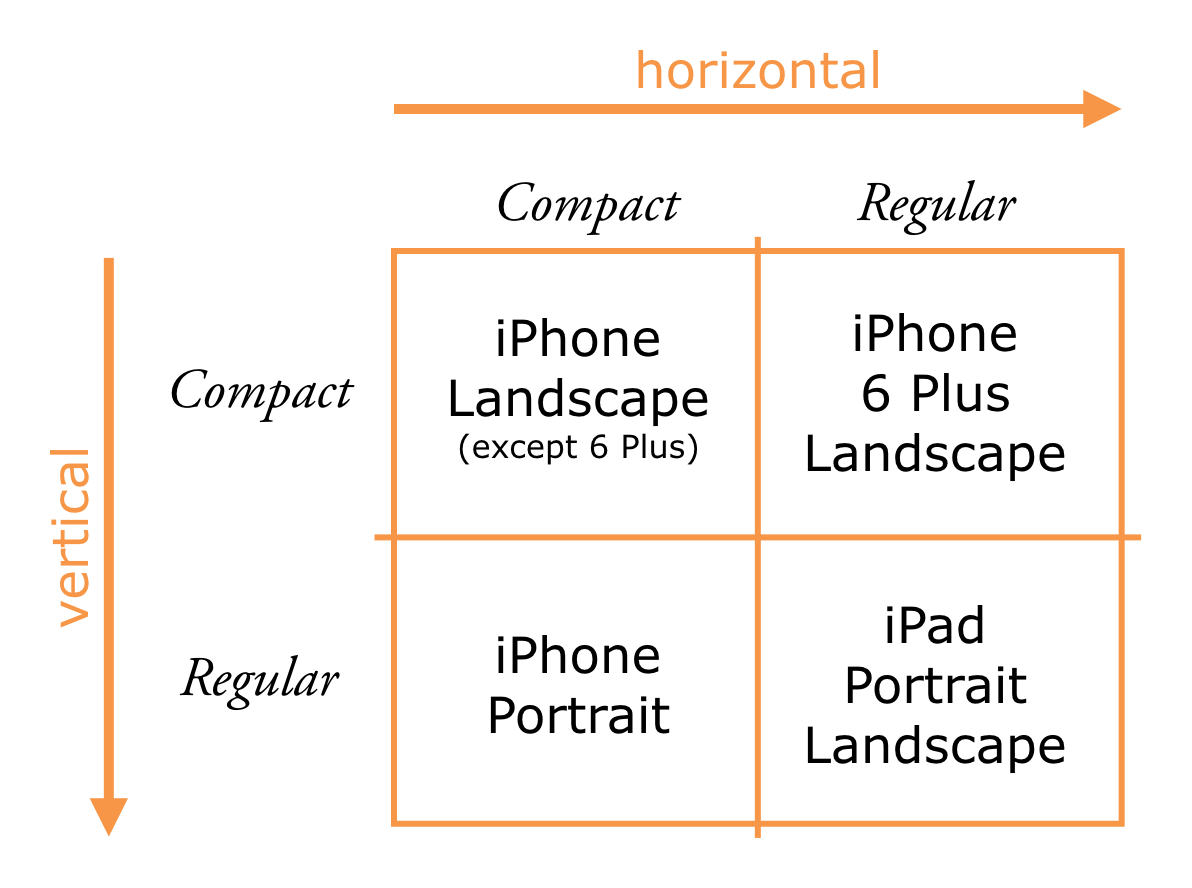 horizontal
Compact Regular
Compact
iPhone
Landscape
(except 6 Plus)
iPhone
6 Plus
Landscape
vertical
Regular
iPhone
Portrait
iPad
Portrait
Landscape